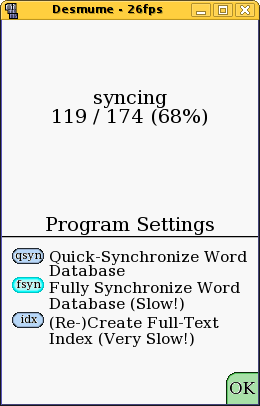 Desmume - 26fps
syncing
119 / 174 (68%)
Program Settings
qsyn Quick-Synchronize Word
Database
fsyn Fully Synchronize Word
Database (Slow!)
idx (Re-)Create Full-Text
Index (Very Slow!)
OK